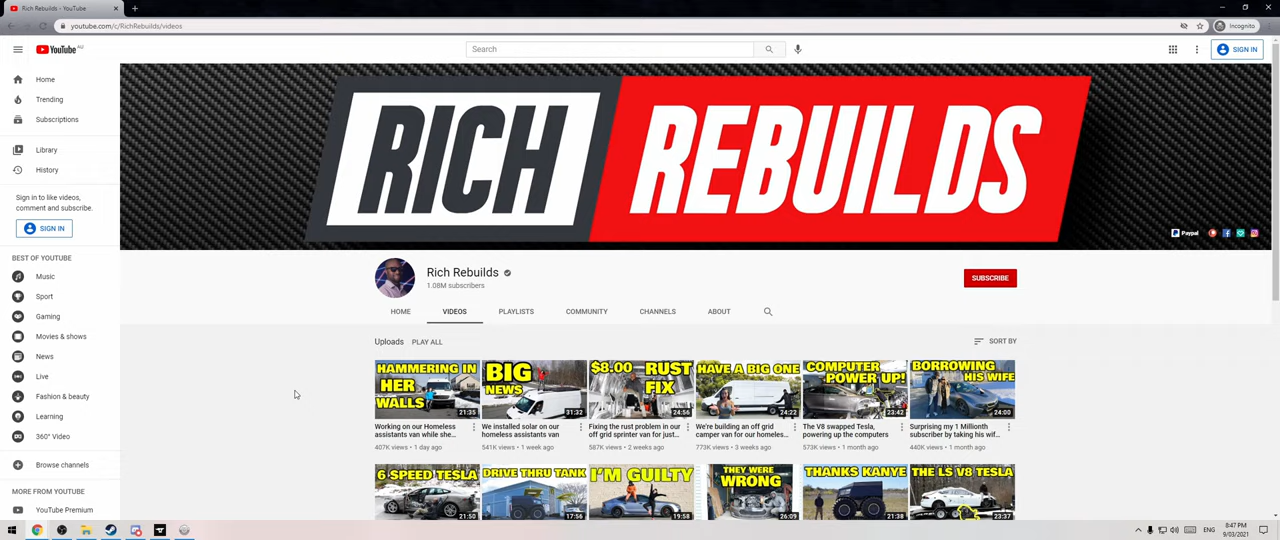 Rich Rebuilds - YouTube
youtube.com/c/RichRebuilds/videos
Incognito
YouTube AU
Search
SIGN IN
Home
Trending
Subscriptions
Library
History
Sign in to like videos,
comment and subscribe.
SIGN IN
BEST OF YOUTUBE
Music
Sport
Gaming
Movies & shows
News
Live
Fashion & beauty
Learning
360° Video
Browse channels
MORE FROM YOUTUBE
YouTube Premium
RICH REBUILDS
Paypal
Rich Rebuilds
1.08M subscribers
SUBSCRIBE
HOME VIDEOS PLAYLISTS COMMUNITY CHANNELS ABOUT
Uploads PLAY ALL SORT BY
HAMMERING IN
HER
WALLS
21:35
Working on our Homeless
assistants van while she...
407K views • 1 day ago
BIG
NEWS
31:32
We installed solar on our
homeless assistants van
541K views • 1 week ago
$8.00 RUST
FIX
24:56
Fixing the rust problem in our
off grid sprinter van for just...
587K views • 2 weeks ago
HAVE A BIG ONE
24:22
We're building an off grid
camper van for our homeless...
773K views • 3 weeks ago
COMPUTER
POWER UP!
23:42
The V8 swapped Tesla,
powering up the computers
573K views • 1 month ago
BORROWING
HIS WIFE
24:00
Surprising my 1 Millionth
subscriber by taking his wif...
440K views • 1 month ago
6 SPEED TESLA
21:50
DRIVE THRU TANK
17:56
I'M GUILTY
19:58
THEY WERE
WRONG
26:09
THANKS KANYE
21:38
THE LS V8 TESLA
23:37
ENG
8:47 PM
9/03/2021